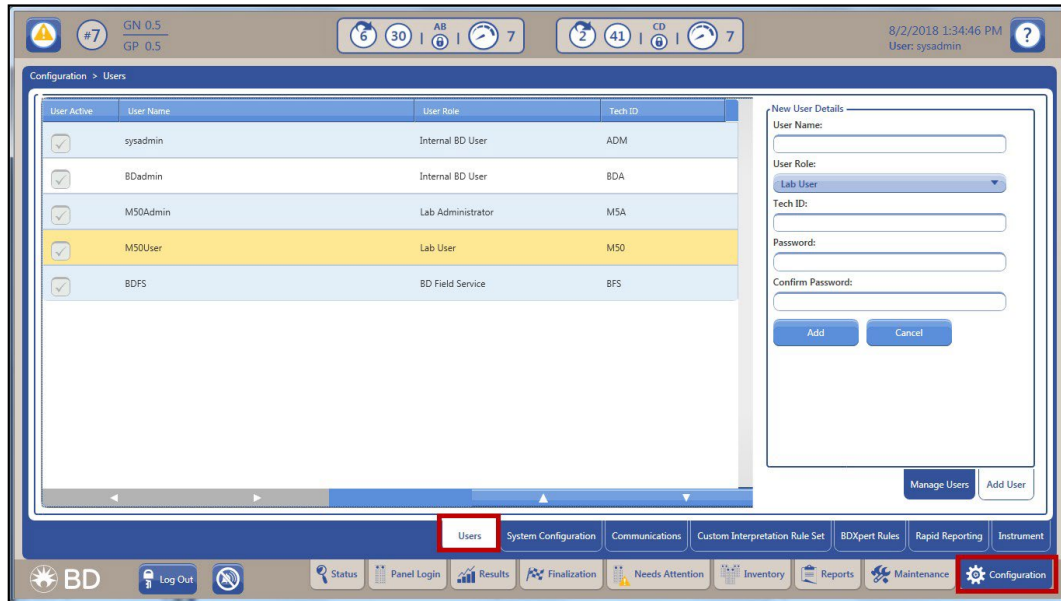 #7
GN 0.5
GP 0.5
6 30 | AB | 7
2 41 | CD | 7
8/2/2018 1:34:46 PM
User: sysadmin
?
Configuration > Users
User Active User Name User Role Tech ID
sysadmin Internal BD User ADM
BDadmin Internal BD User BDA
M50Admin Lab Administrator M5A
M50User Lab User M50
BDFS BD Field Service BFS
New User Details
User Name:
User Role:
Lab User
Tech ID:
Password:
Confirm Password:
Add Cancel
Manage Users Add User
Users System Configuration Communications Custom Interpretation Rule Set BDXpert Rules Rapid Reporting Instrument
BD Log Out Status Panel Login Results Finalization Needs Attention Inventory Reports Maintenance Configuration